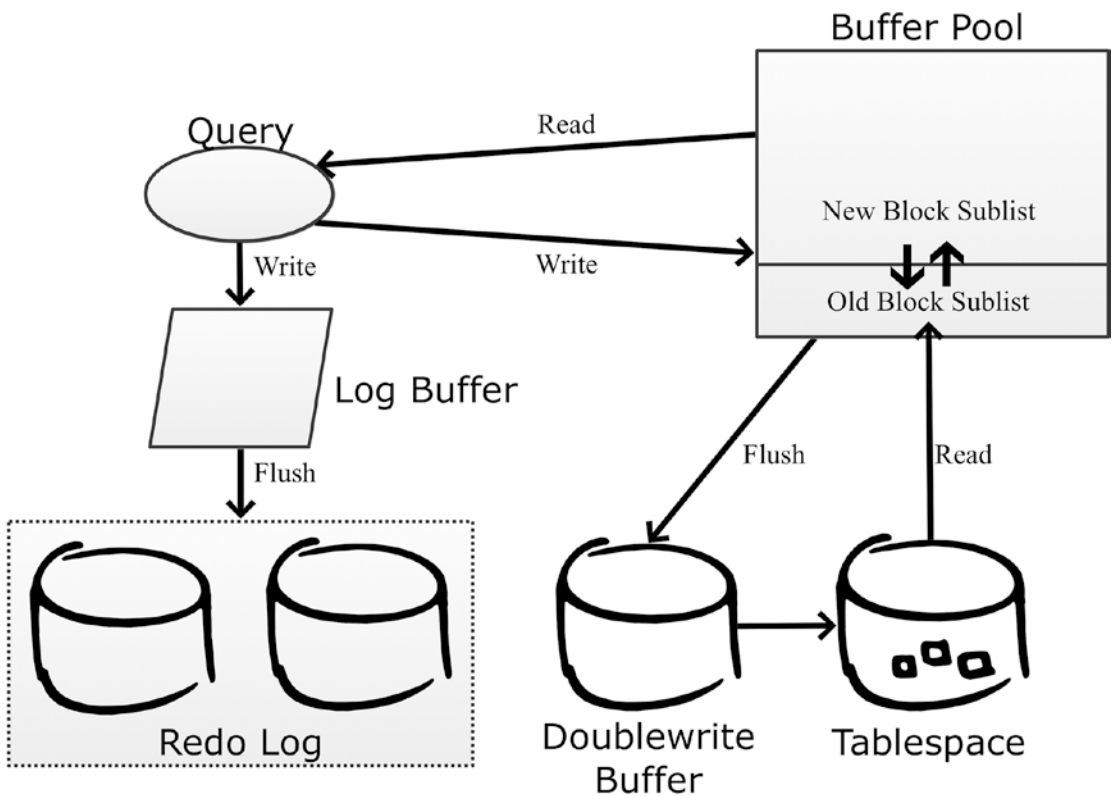 Buffer Pool
Query
Read
New Block Sublist
Write
Write
Old Block Sublist
Log Buffer
Flush
Flush
Read
Redo Log
Doublewrite
Buffer
Tablespace